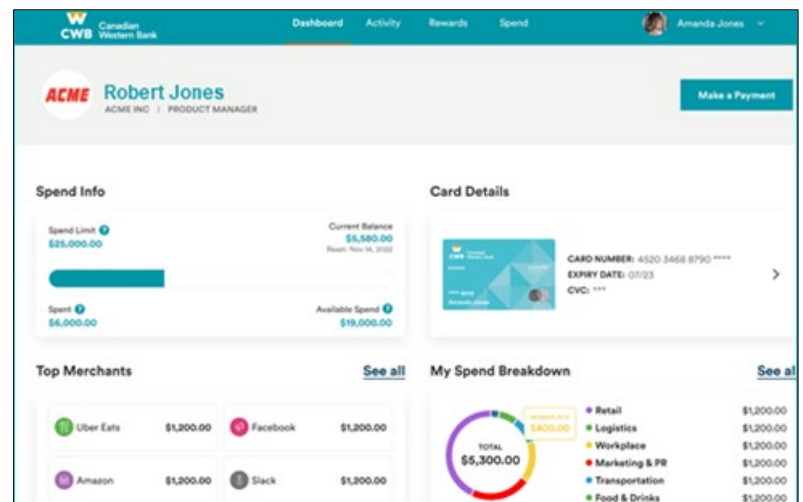 CWB Canadian Western Bank
Dashboard Activity Rewards Spend
Amanda Jones
ACME
Robert Jones
ACME INC | PRODUCT MANAGER
Make a Payment
Spend Info
Spend Limit ?
$25,000.00
Current Balance
$5,580.00
Reset: Nov 14, 2022
Spent ?
$6,000.00
Available Spend ?
$19,000.00
Card Details
CWB
Amanda Jones
CARD NUMBER: 4520 3468 8790 ****
EXPIRY DATE: 07/23
CVC: ***
Top Merchants
See all
Uber Eats $1,200.00
Facebook $1,200.00
Amazon $1,200.00
Slack $1,200.00
My Spend Breakdown
See al
TOTAL
$5,300.00
WORKPLACE
$400.00
Retail $1,200.00
Logistics $1,200.00
Workplace $1,200.00
Marketing & PR $1,200.00
Transportation $1,200.00
Food & Drinks $1,200.00